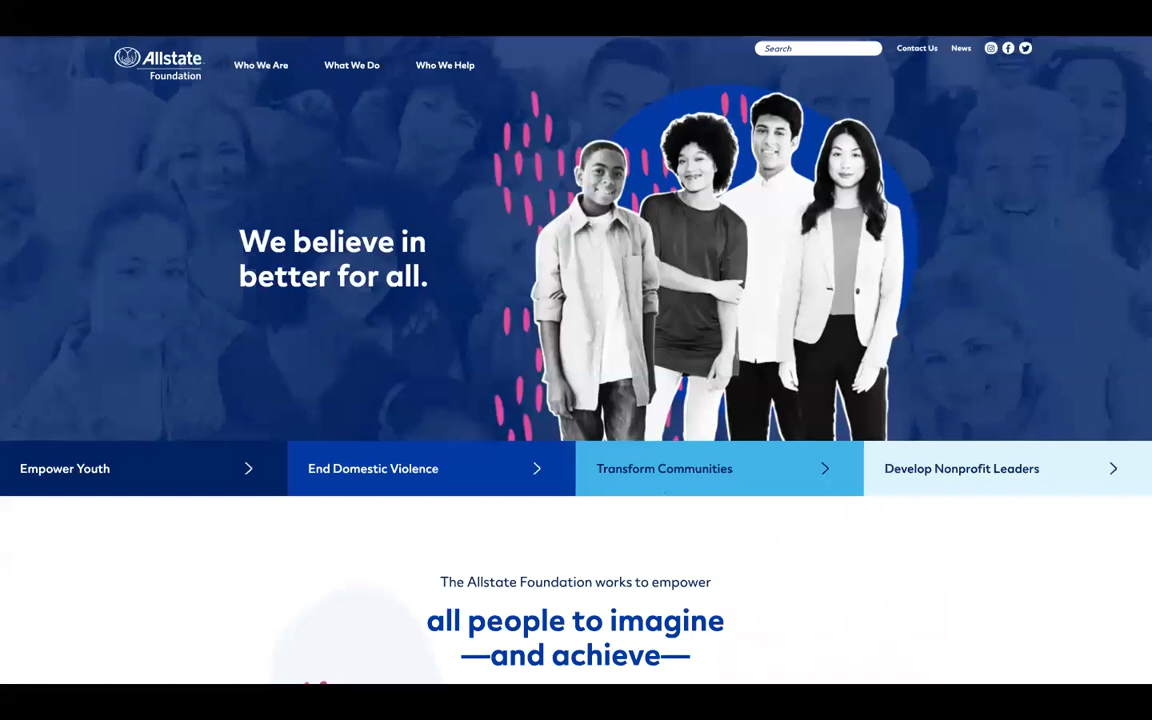 Allstate
Foundation
Who We Are
What We Do
Who We Help
Search
Contact Us
News
We believe in
better for all.
Empower Youth
End Domestic Violence
Transform Communities
Develop Nonprofit Leaders
The Allstate Foundation works to empower
all people to imagine
—and achieve—